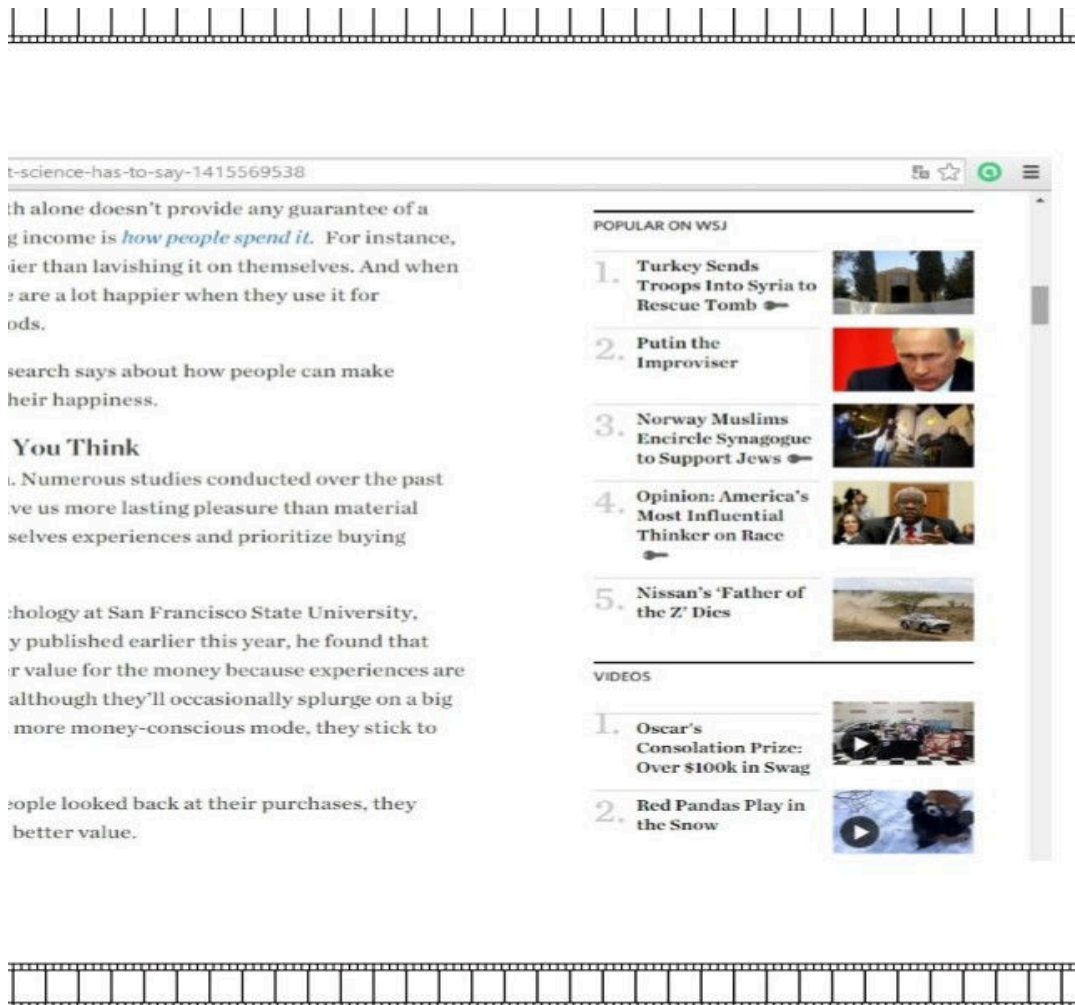 t-science-has-to-say-1415569538
th alone doesn't provide any guarantee of a
g income is how people spend it. For instance,
ier than lavishing it on themselves. And when
e are a lot happier when they use it for
ods.
search says about how people can make
heir happiness.
You Think
. Numerous studies conducted over the past
ve us more lasting pleasure than material
selves experiences and prioritize buying
chology at San Francisco State University,
y published earlier this year, he found that
r value for the money because experiences are
although they'll occasionally splurge on a big
more money-conscious mode, they stick to
eople looked back at their purchases, they
better value.
POPULAR ON WSJ
1. Turkey Sends
Troops Into Syria to
Rescue Tomb
2. Putin the
Improviser
3. Norway Muslims
Encircle Synagogue
to Support Jews
4. Opinion: America's
Most Influential
Thinker on Race
5. Nissan's 'Father of
the Z' Dies
VIDEOS
1. Oscar's
Consolation Prize:
Over $100k in Swag
2. Red Pandas Play in
the Snow